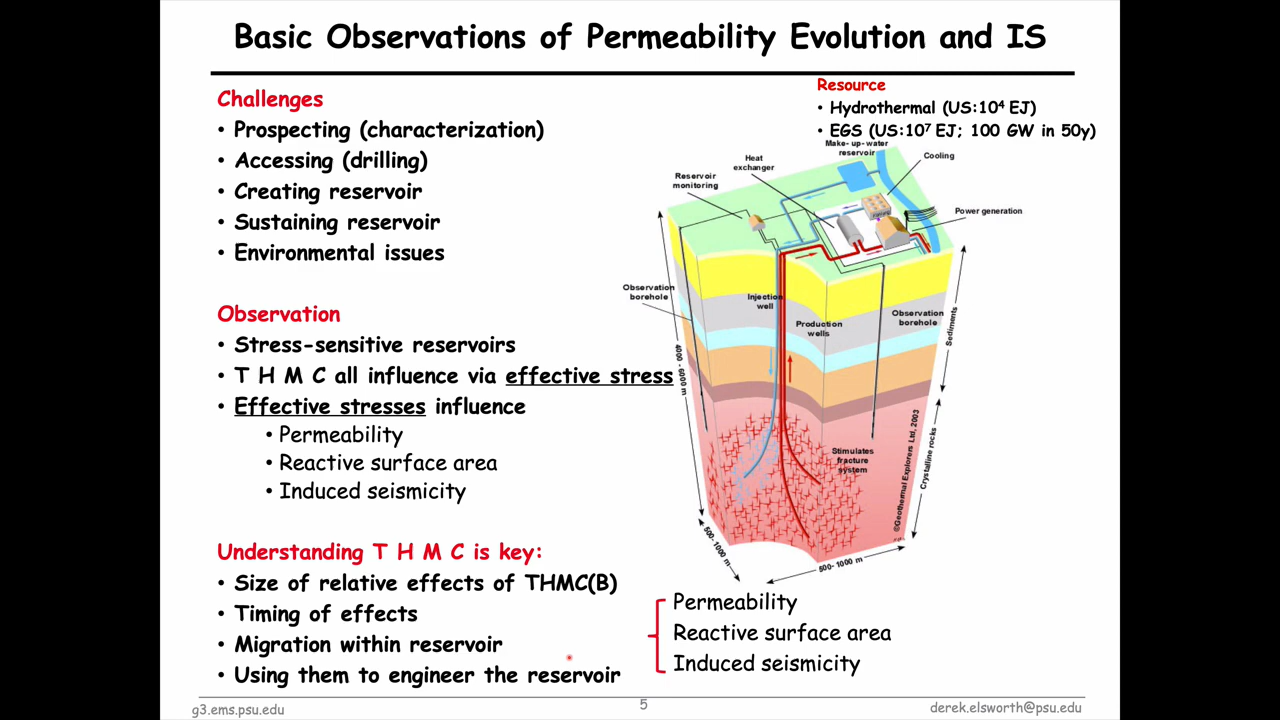 Basic Observations of Permeability Evolution and IS
Challenges
• Prospecting (characterization)
• Accessing (drilling)
• Creating reservoir
• Sustaining reservoir
• Environmental issues
Observation
• Stress-sensitive reservoirs
• T H M C all influence via effective stress
• Effective stresses influence
• Permeability
• Reactive surface area
• Induced seismicity
Understanding T H M C is key:
• Size of relative effects of THMC(B)
• Timing of effects
• Migration within reservoir
• Using them to engineer the reservoir
Resource
• Hydrothermal (US:10⁴ EJ)
• EGS (US:10⁷ EJ; 100 GW in 50y)
Make- up- water
reservoir
Heat
exchanger
Cooling
Reservoir
monitoring
Power generation
Observation
borehole
Injection
well
Production
wells
Observation
borehole
Sediments
4000 - 6000 m
Stimulates
fracture
system
©Geothermal Explorers Ltd, 2003
Crystalline rocks
500-1000 m
500-1000 m
Permeability
Reactive surface area
Induced seismicity
g3.ems.psu.edu
5
derek.elsworth@psu.edu